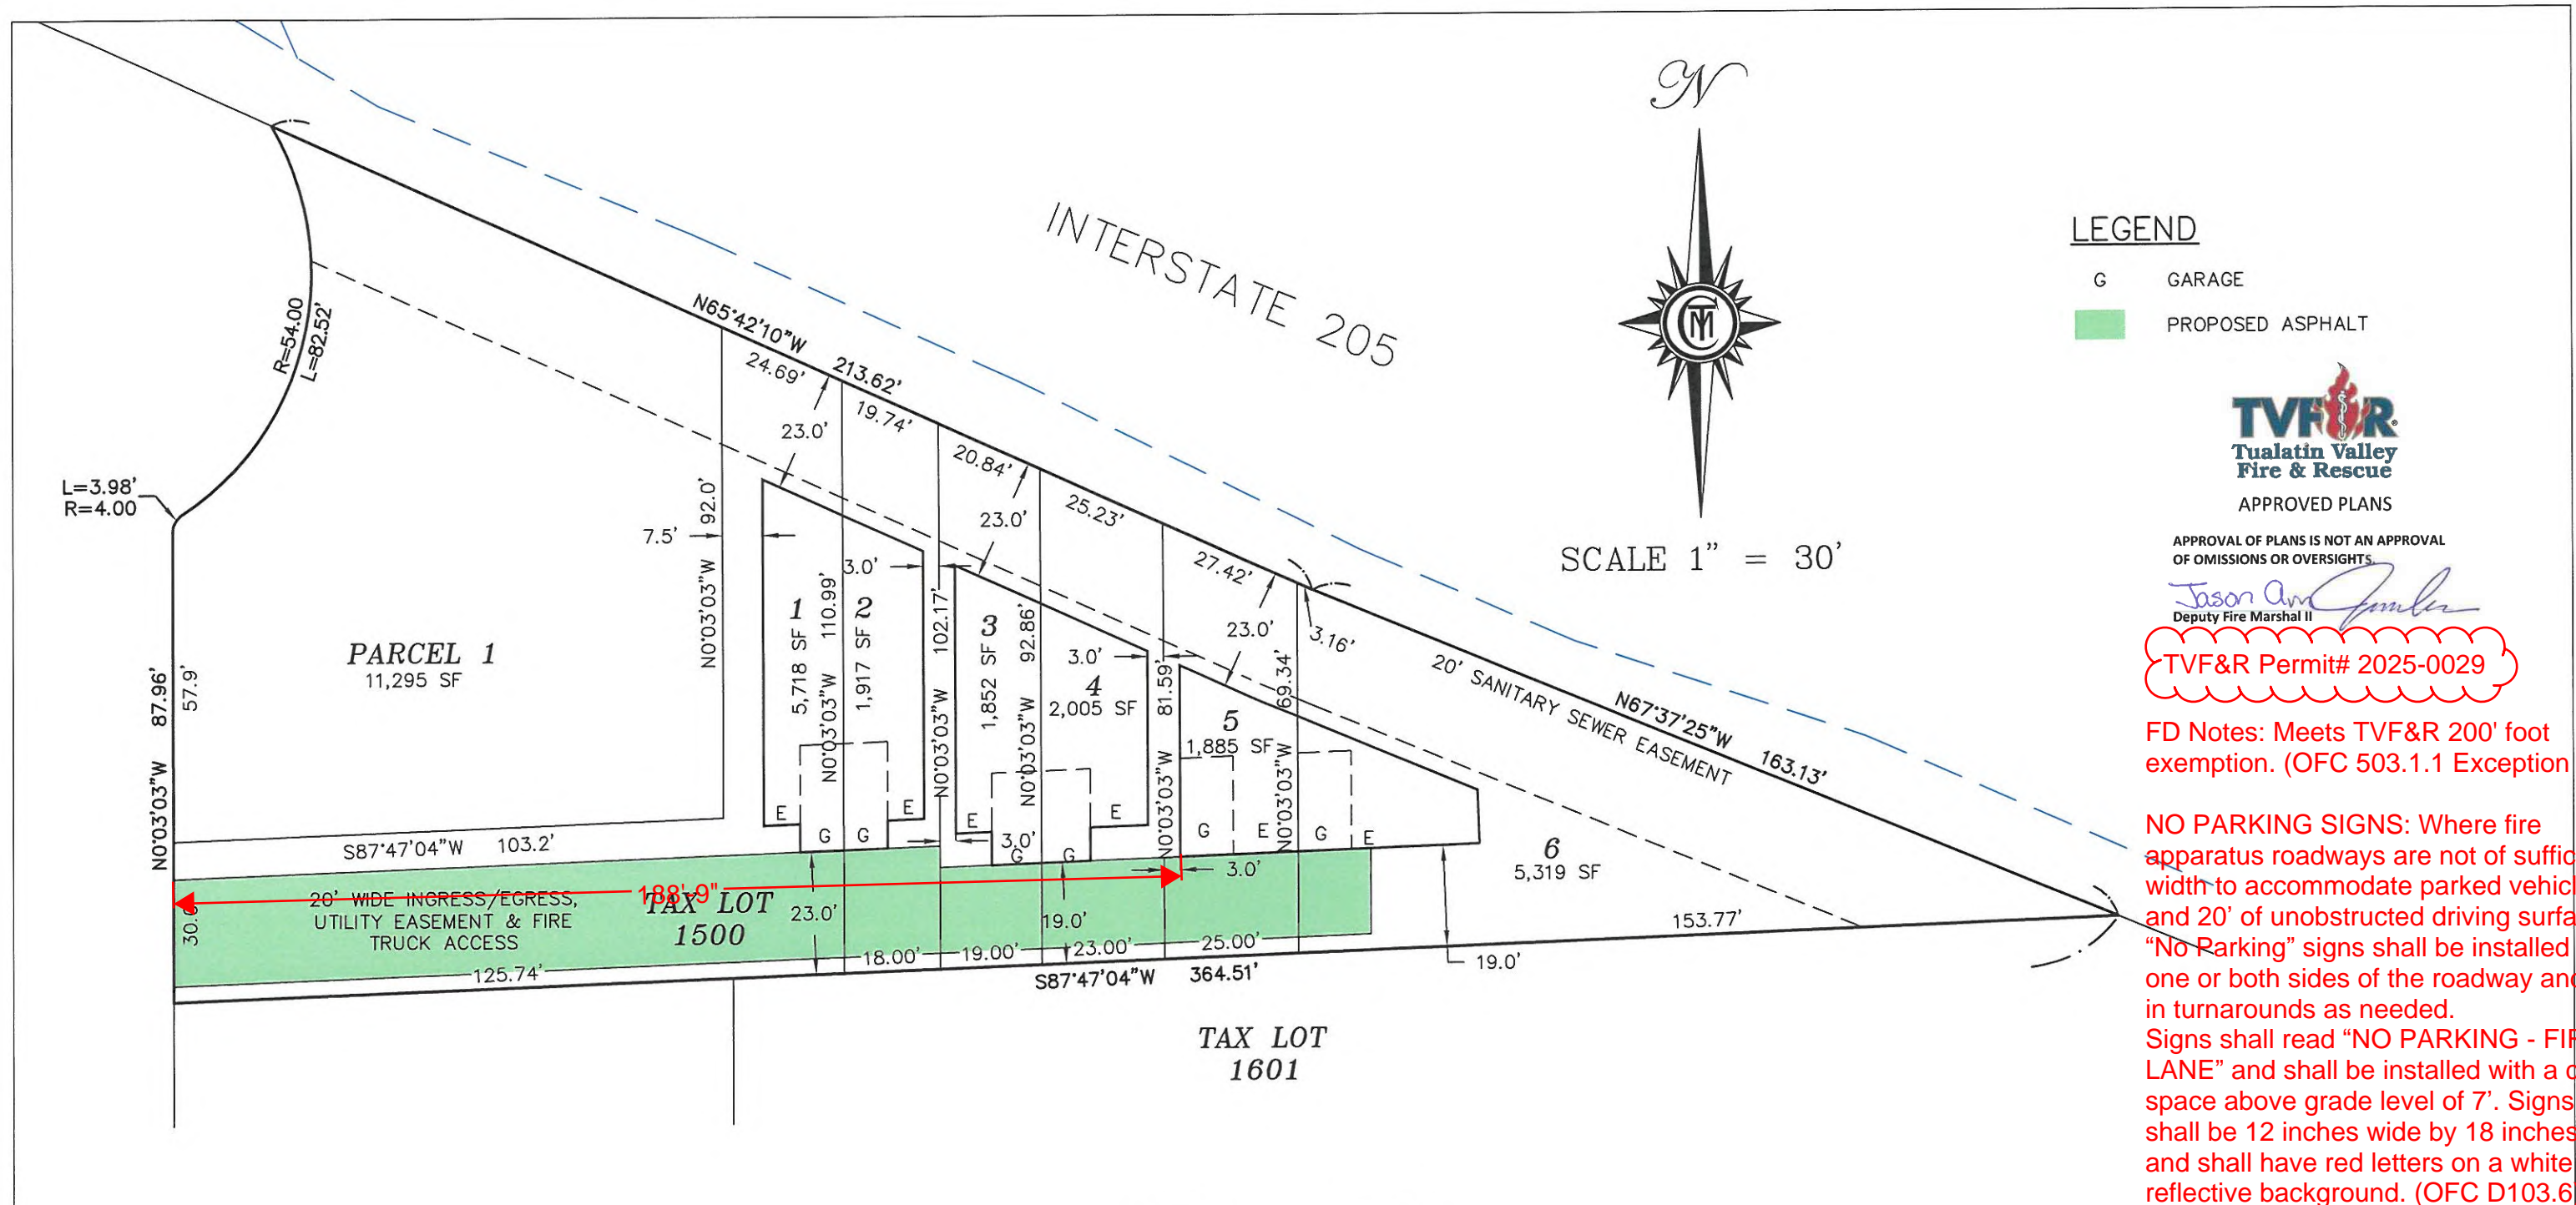 N
INTERSTATE 205
LEGEND
G GARAGE
PROPOSED ASPHALT
TVF&R
Tualatin Valley
Fire & Rescue
APPROVED PLANS
APPROVAL OF PLANS IS NOT AN APPROVAL
OF OMISSIONS OR OVERSIGHTS.
Jason
Deputy Fire Marshal II
TVF&R Permit# 2025-0029
FD Notes: Meets TVF&R 200' foot
exemption. (OFC 503.1.1 Exception
NO PARKING SIGNS: Where fire
apparatus roadways are not of
width to accommodate parked
and 20' of unobstructed driving
“No Parking” signs shall be installed
one or both sides of the roadway
in turnarounds as needed.
Signs shall read “NO PARKING -
LANE” and shall be installed with a
space above grade level of 7'. Signs
shall be 12 inches wide by 18 inches
and shall have red letters on a white
reflective background. (OFC D103.6
SCALE 1" = 30'
CTM
R=54.00
L=82.52'
L=3.98'
R=4.00
N65°42'10"W 213.62'
24.69'
19.74'
20.84'
25.23'
27.42'
3.16'
23.0'
23.0'
23.0'
7.5'
3.0'
3.0'
3.0'
3.0'
N0°03'03"W 92.0'
N0°03'03"W 110.99'
N0°03'03"W 102.17'
N0°03'03"W 92.86'
N0°03'03"W 81.59'
N0°03'03"W 69.34'
N0°03'03"W 87.96'
57.9'
PARCEL 1
11,295 SF
1
5,718 SF
2
1,917 SF
3
1,852 SF
4
2,005 SF
5
1,885 SF
6
5,319 SF
20' SANITARY SEWER EASEMENT
N67°37'25"W 163.13'
E
G
G
E
E
G
G
E
G
E
G
E
S87°47'04"W 103.2'
188'-9"
20' WIDE INGRESS/EGRESS,
UTILITY EASEMENT & FIRE
TRUCK ACCESS
TAX LOT
1500
23.0'
19.0'
19.0'
125.74'
18.00'
19.00'
23.00'
25.00'
153.77'
S87°47'04"W 364.51'
TAX LOT
1601